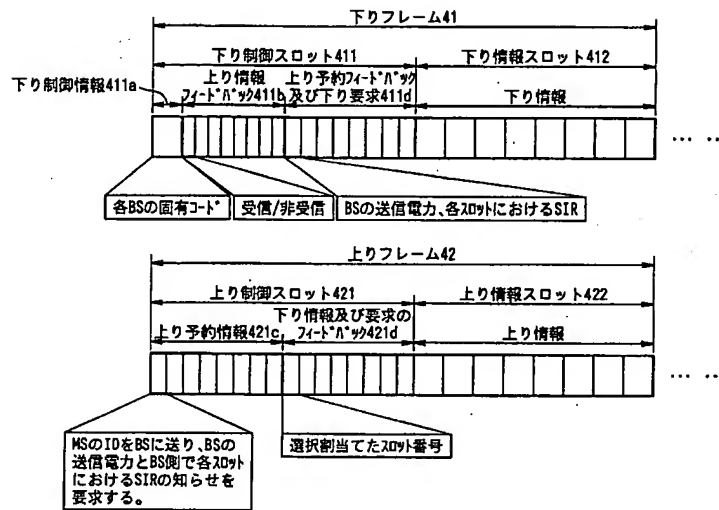 下りフレーム41
下り制御スロット411
下り情報スロット412
下り制御情報411a
上り情報
フィードバック411b
上り予約フィードバック
及び下り要求411d
下り情報
… …
各BSの固有コード
受信/非受信
BSの送信電力、各スロットにおけるSIR
上りフレーム42
上り制御スロット421
上り情報スロット422
上り予約情報421c
下り情報及び要求の
フィードバック421d
上り情報
… …
MSのIDをBSに送り、BSの
送信電力とBS側で各スロット
におけるSIRの知らせを
要求する。
選択割当てたスロット番号